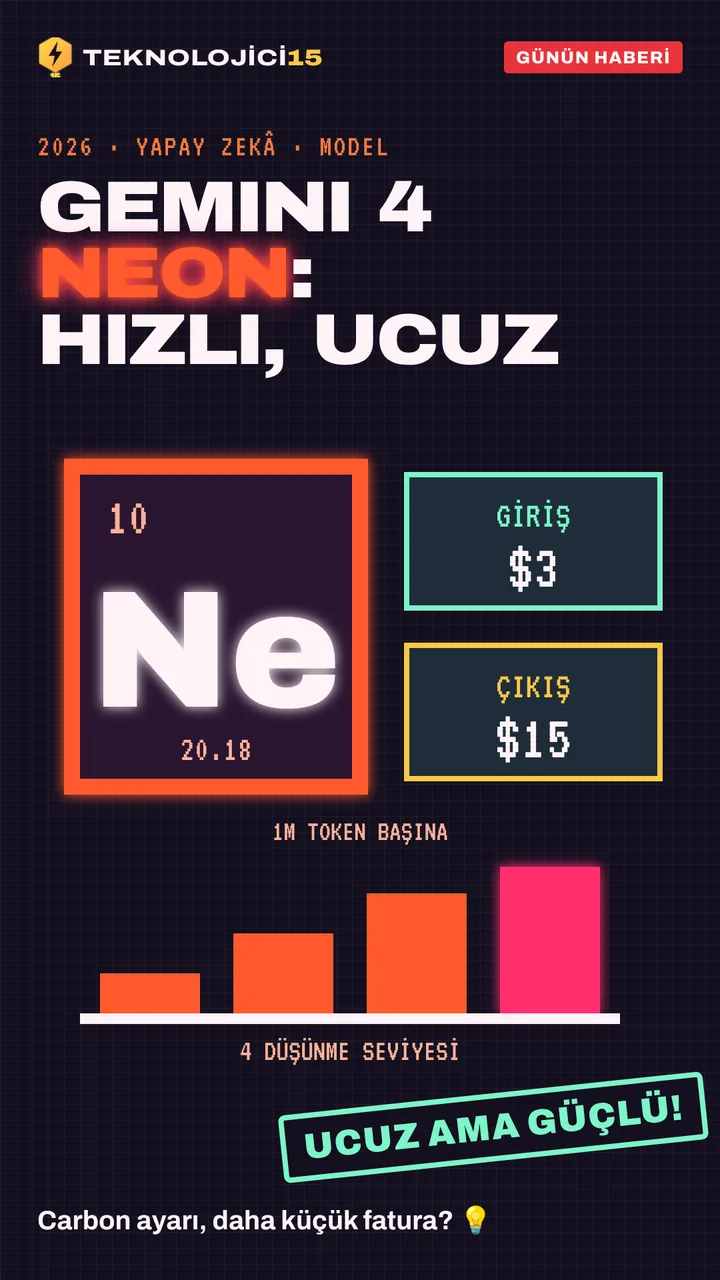 TEKNOLOJİCİ15
GÜNÜN HABERİ
2026 · YAPAY ZEKÂ · MODEL
GEMINI 4
NEON:
HIZLI, UCUZ
10
Ne
20.18
GİRİŞ
$3
ÇIKIŞ
$15
1M TOKEN BAŞINA
4 DÜŞÜNME SEVİYESİ
UCUZ AMA GÜÇLÜ!
Carbon ayarı, daha küçük fatura? 💡